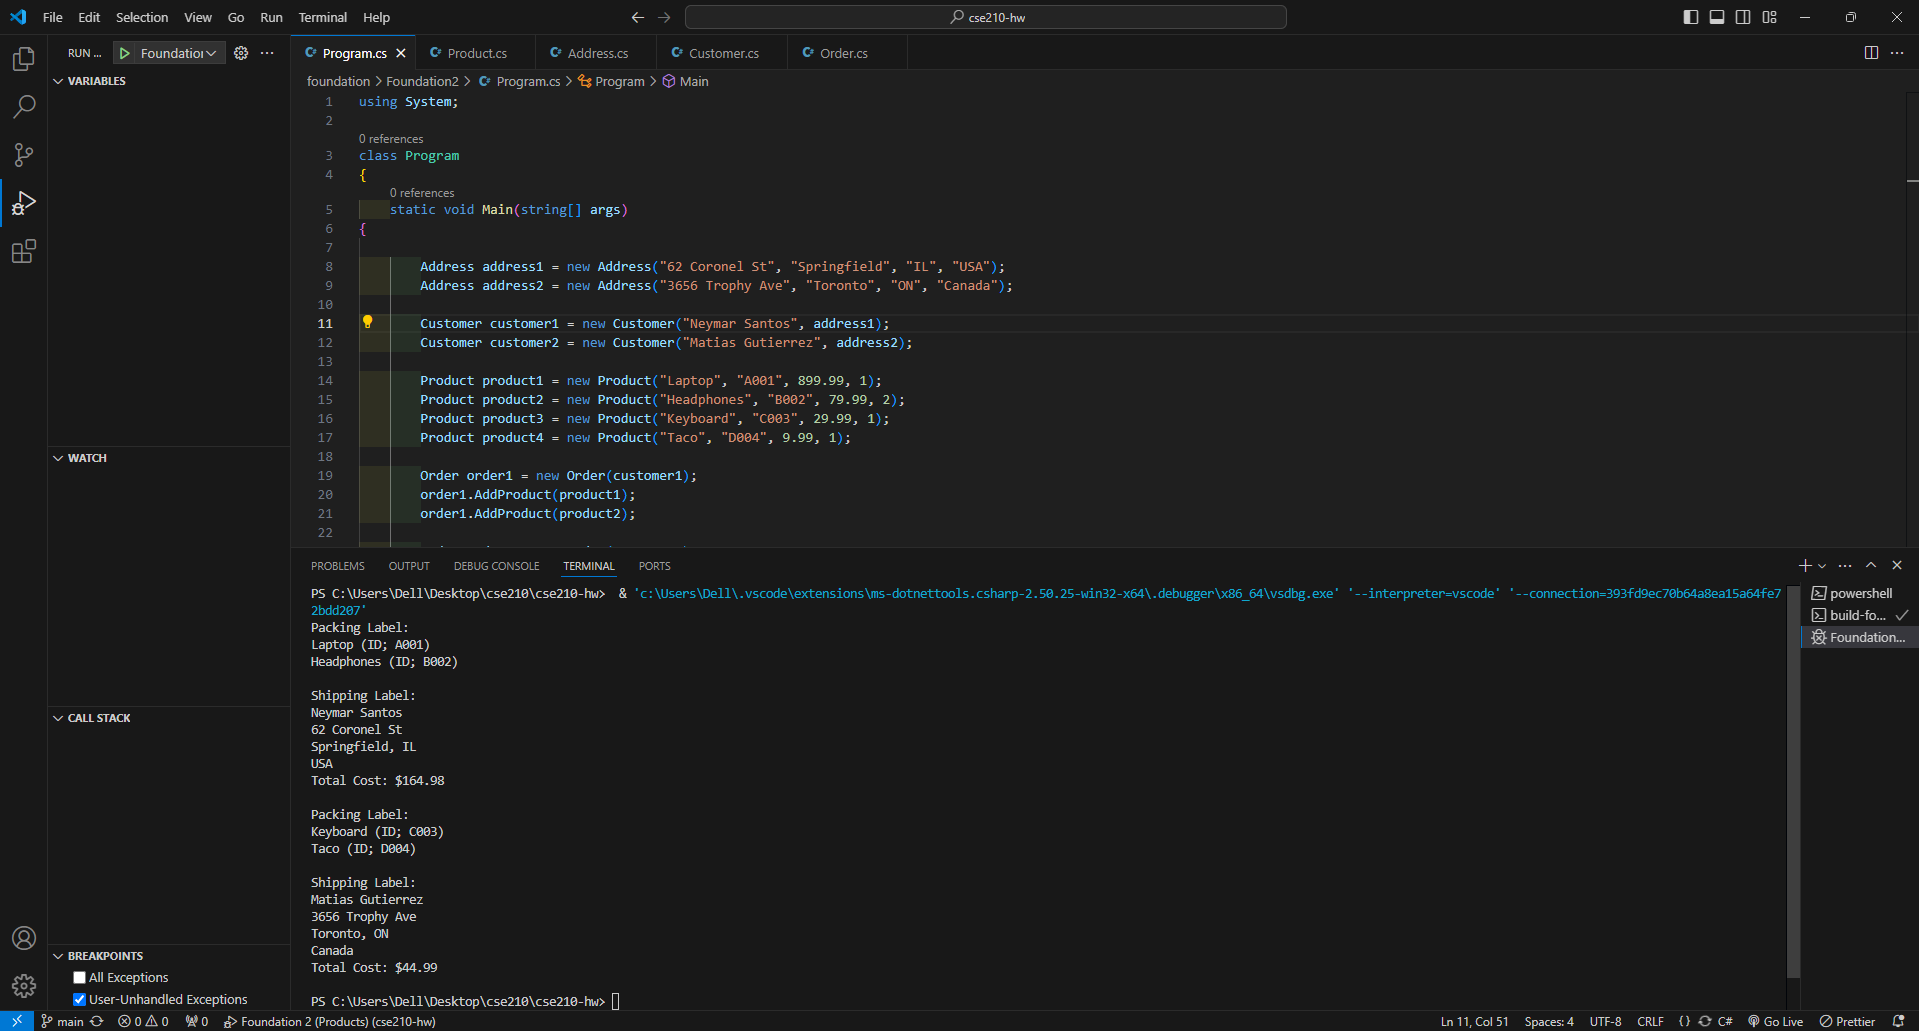 File Edit Selection View Go Run Terminal Help
cse210-hw
RUN ...
Foundation
Program.cs
Product.cs
Address.cs
Customer.cs
Order.cs
foundation > Foundation2 > Program.cs > Program > Main
VARIABLES
WATCH
CALL STACK
BREAKPOINTS
All Exceptions
User-Unhandled Exceptions
1 using System;
2
0 references
3 class Program
4 {
0 references
5 static void Main(string[] args)
6 {
7
8 Address address1 = new Address("62 Coronel St", "Springfield", "IL", "USA");
9 Address address2 = new Address("3656 Trophy Ave", "Toronto", "ON", "Canada");
10
11 Customer customer1 = new Customer("Neymar Santos", address1);
12 Customer customer2 = new Customer("Matias Gutierrez", address2);
13
14 Product product1 = new Product("Laptop", "A001", 899.99, 1);
15 Product product2 = new Product("Headphones", "B002", 79.99, 2);
16 Product product3 = new Product("Keyboard", "C003", 29.99, 1);
17 Product product4 = new Product("Taco", "D004", 9.99, 1);
18
19 Order order1 = new Order(customer1);
20 order1.AddProduct(product1);
21 order1.AddProduct(product2);
22
PROBLEMS OUTPUT DEBUG CONSOLE TERMINAL PORTS
PS C:\Users\Dell\Desktop\cse210\cse210-hw> & 'c:\Users\Dell\.vscode\extensions\ms-dotnettools.csharp-2.50.25-win32-x64\.debugger\x86_64\vsdbg.exe' '--interpreter=vscode' '--connection=393fd9ec70b64a8ea15a64fe7
2bdd207'
Packing Label:
Laptop (ID; A001)
Headphones (ID; B002)
Shipping Label:
Neymar Santos
62 Coronel St
Springfield, IL
USA
Total Cost: $164.98
Packing Label:
Keyboard (ID; C003)
Taco (ID; D004)
Shipping Label:
Matias Gutierrez
3656 Trophy Ave
Toronto, ON
Canada
Total Cost: $44.99
PS C:\Users\Dell\Desktop\cse210\cse210-hw>
powershell
build-fo...
Foundation...
main 0 0 0 Foundation 2 (Products) (cse210-hw)
Ln 11, Col 51 Spaces: 4 UTF-8 CRLF {} C# Go Live Prettier